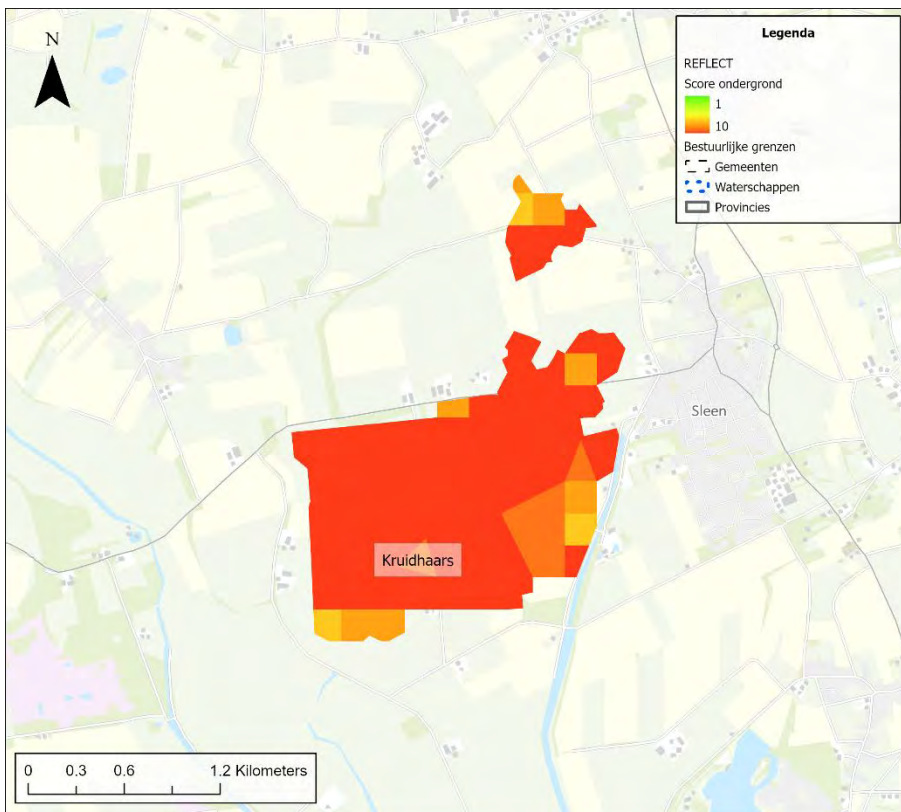 N
Legenda
REFLECT
Score ondergrond
1
10
Bestuurlijke grenzen
Gemeenten
Waterschappen
Provincies
Sleen
Kruidhaars
0 0.3 0.6 1.2 Kilometers